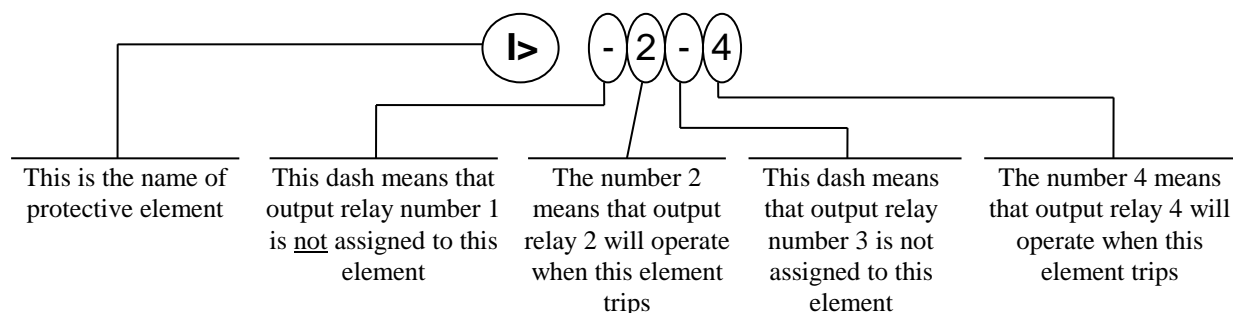 I> - 2 - 4
This is the name of
protective element
This dash means that
output relay number 1
is not assigned to this
element
The number 2
means that output
relay 2 will operate
when this element
trips
This dash means
that output relay
number 3 is not
assigned to this
element
The number 4 means
that output relay 4 will
operate when this
element trips